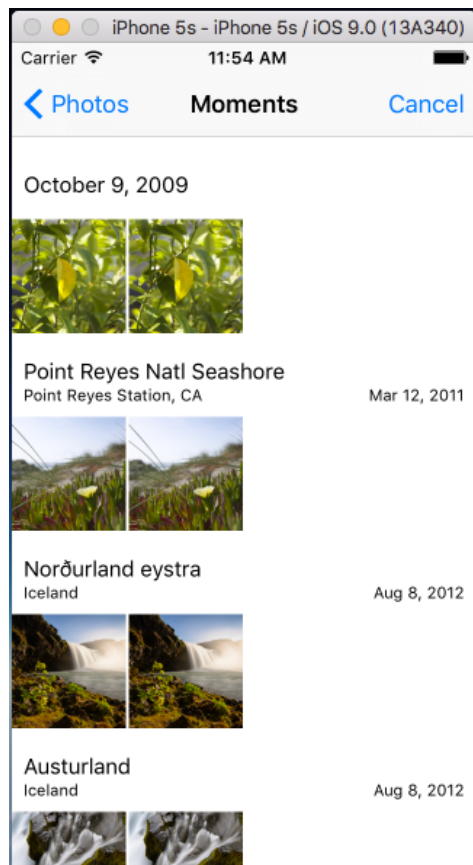 iPhone 5s - iPhone 5s / iOS 9.0 (13A340)
Carrier 11:54 AM
Photos Moments Cancel
October 9, 2009
Point Reyes Natl Seashore
Point Reyes Station, CA Mar 12, 2011
Norðurland eystra
Iceland Aug 8, 2012
Austurland
Iceland Aug 8, 2012